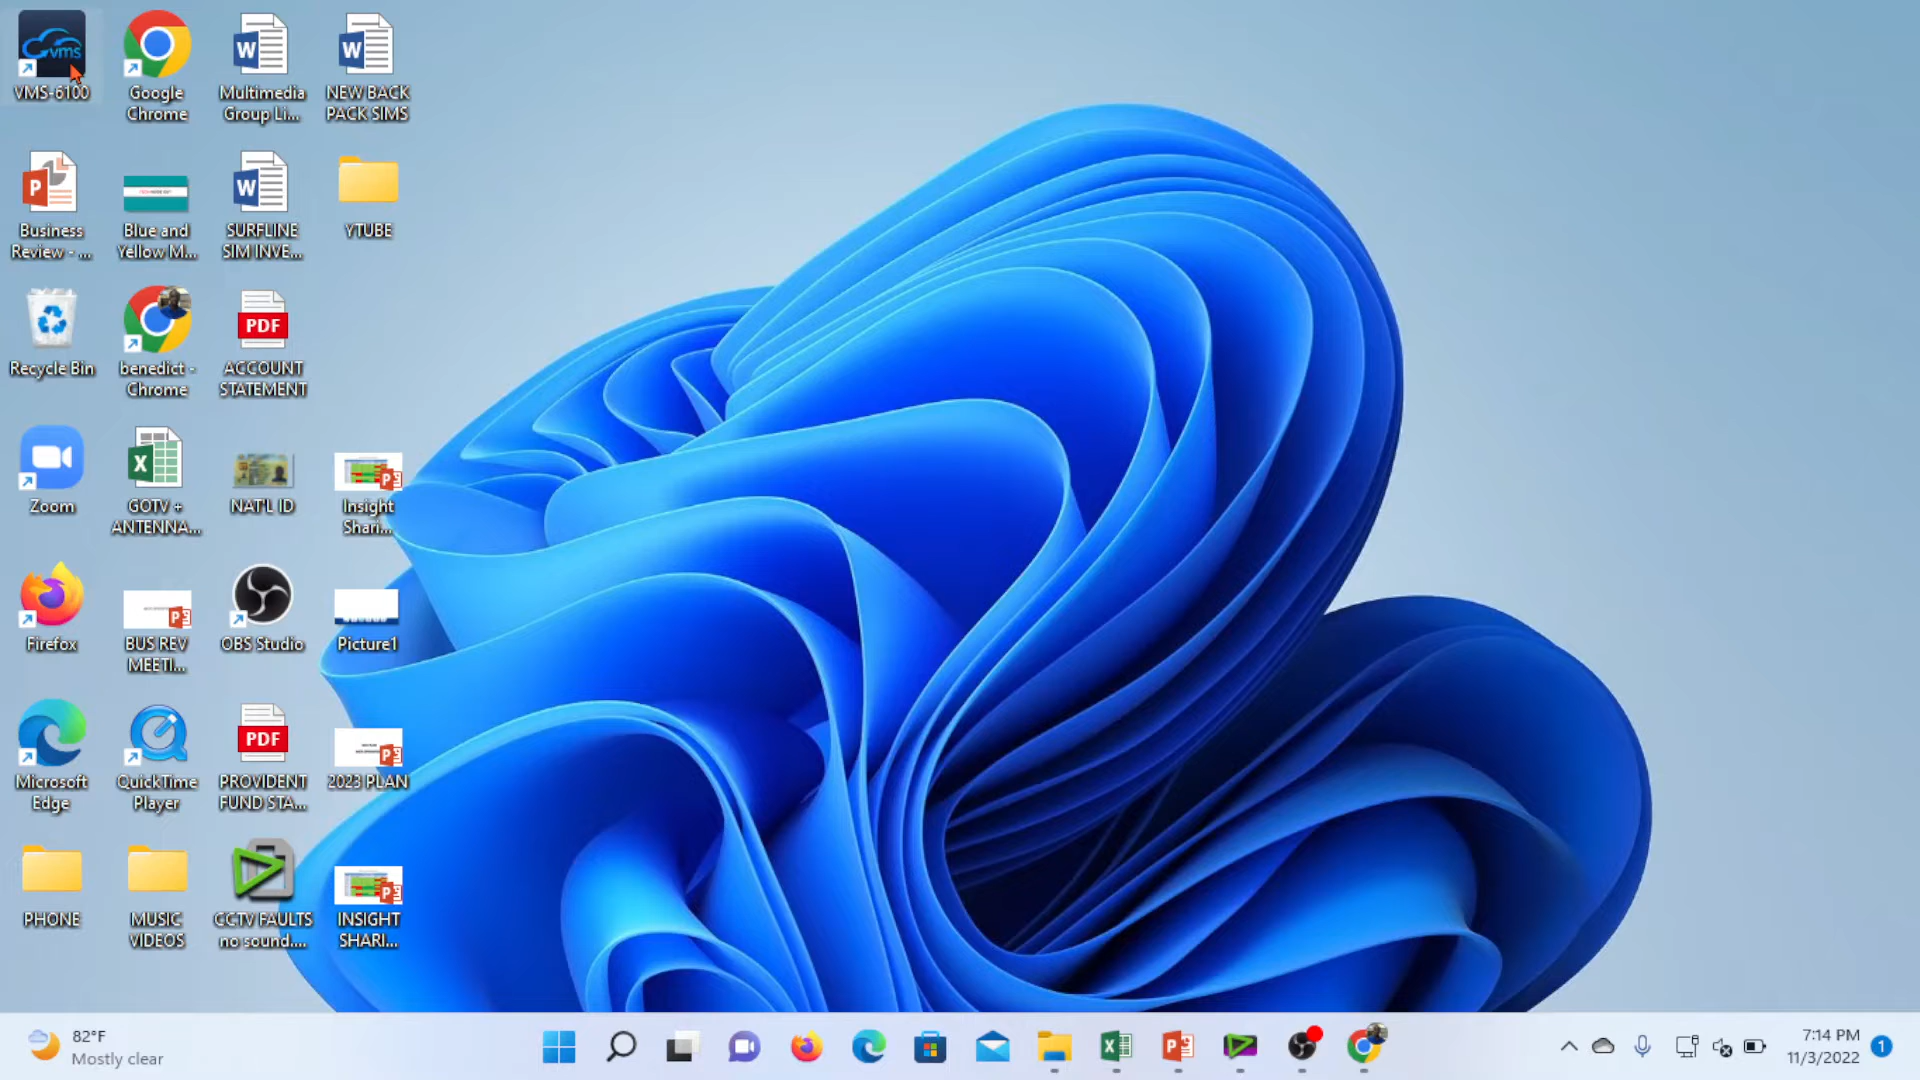 vms
VMS-6100
Google
Chrome
Multimedia
Group Li...
NEW BACK
PACK SIMS
Business
Review - ...
Blue and
Yellow M...
SURFLINE
SIM INVE...
YTUBE
Recycle Bin
benedict -
Chrome
PDF
ACCOUNT
STATEMENT
Zoom
GOTV +
ANTENNA...
NAT'L ID
Insight
Shari...
Firefox
BUS REV
MEETI...
OBS Studio
Picture1
Microsoft
Edge
QuickTime
Player
PDF
PROVIDENT
FUND STA...
2023 PLAN
PHONE
MUSIC
VIDEOS
CCTV FAULTS
no sound....
INSIGHT
SHARI...
82°F
Mostly clear
7:14 PM
11/3/2022
1